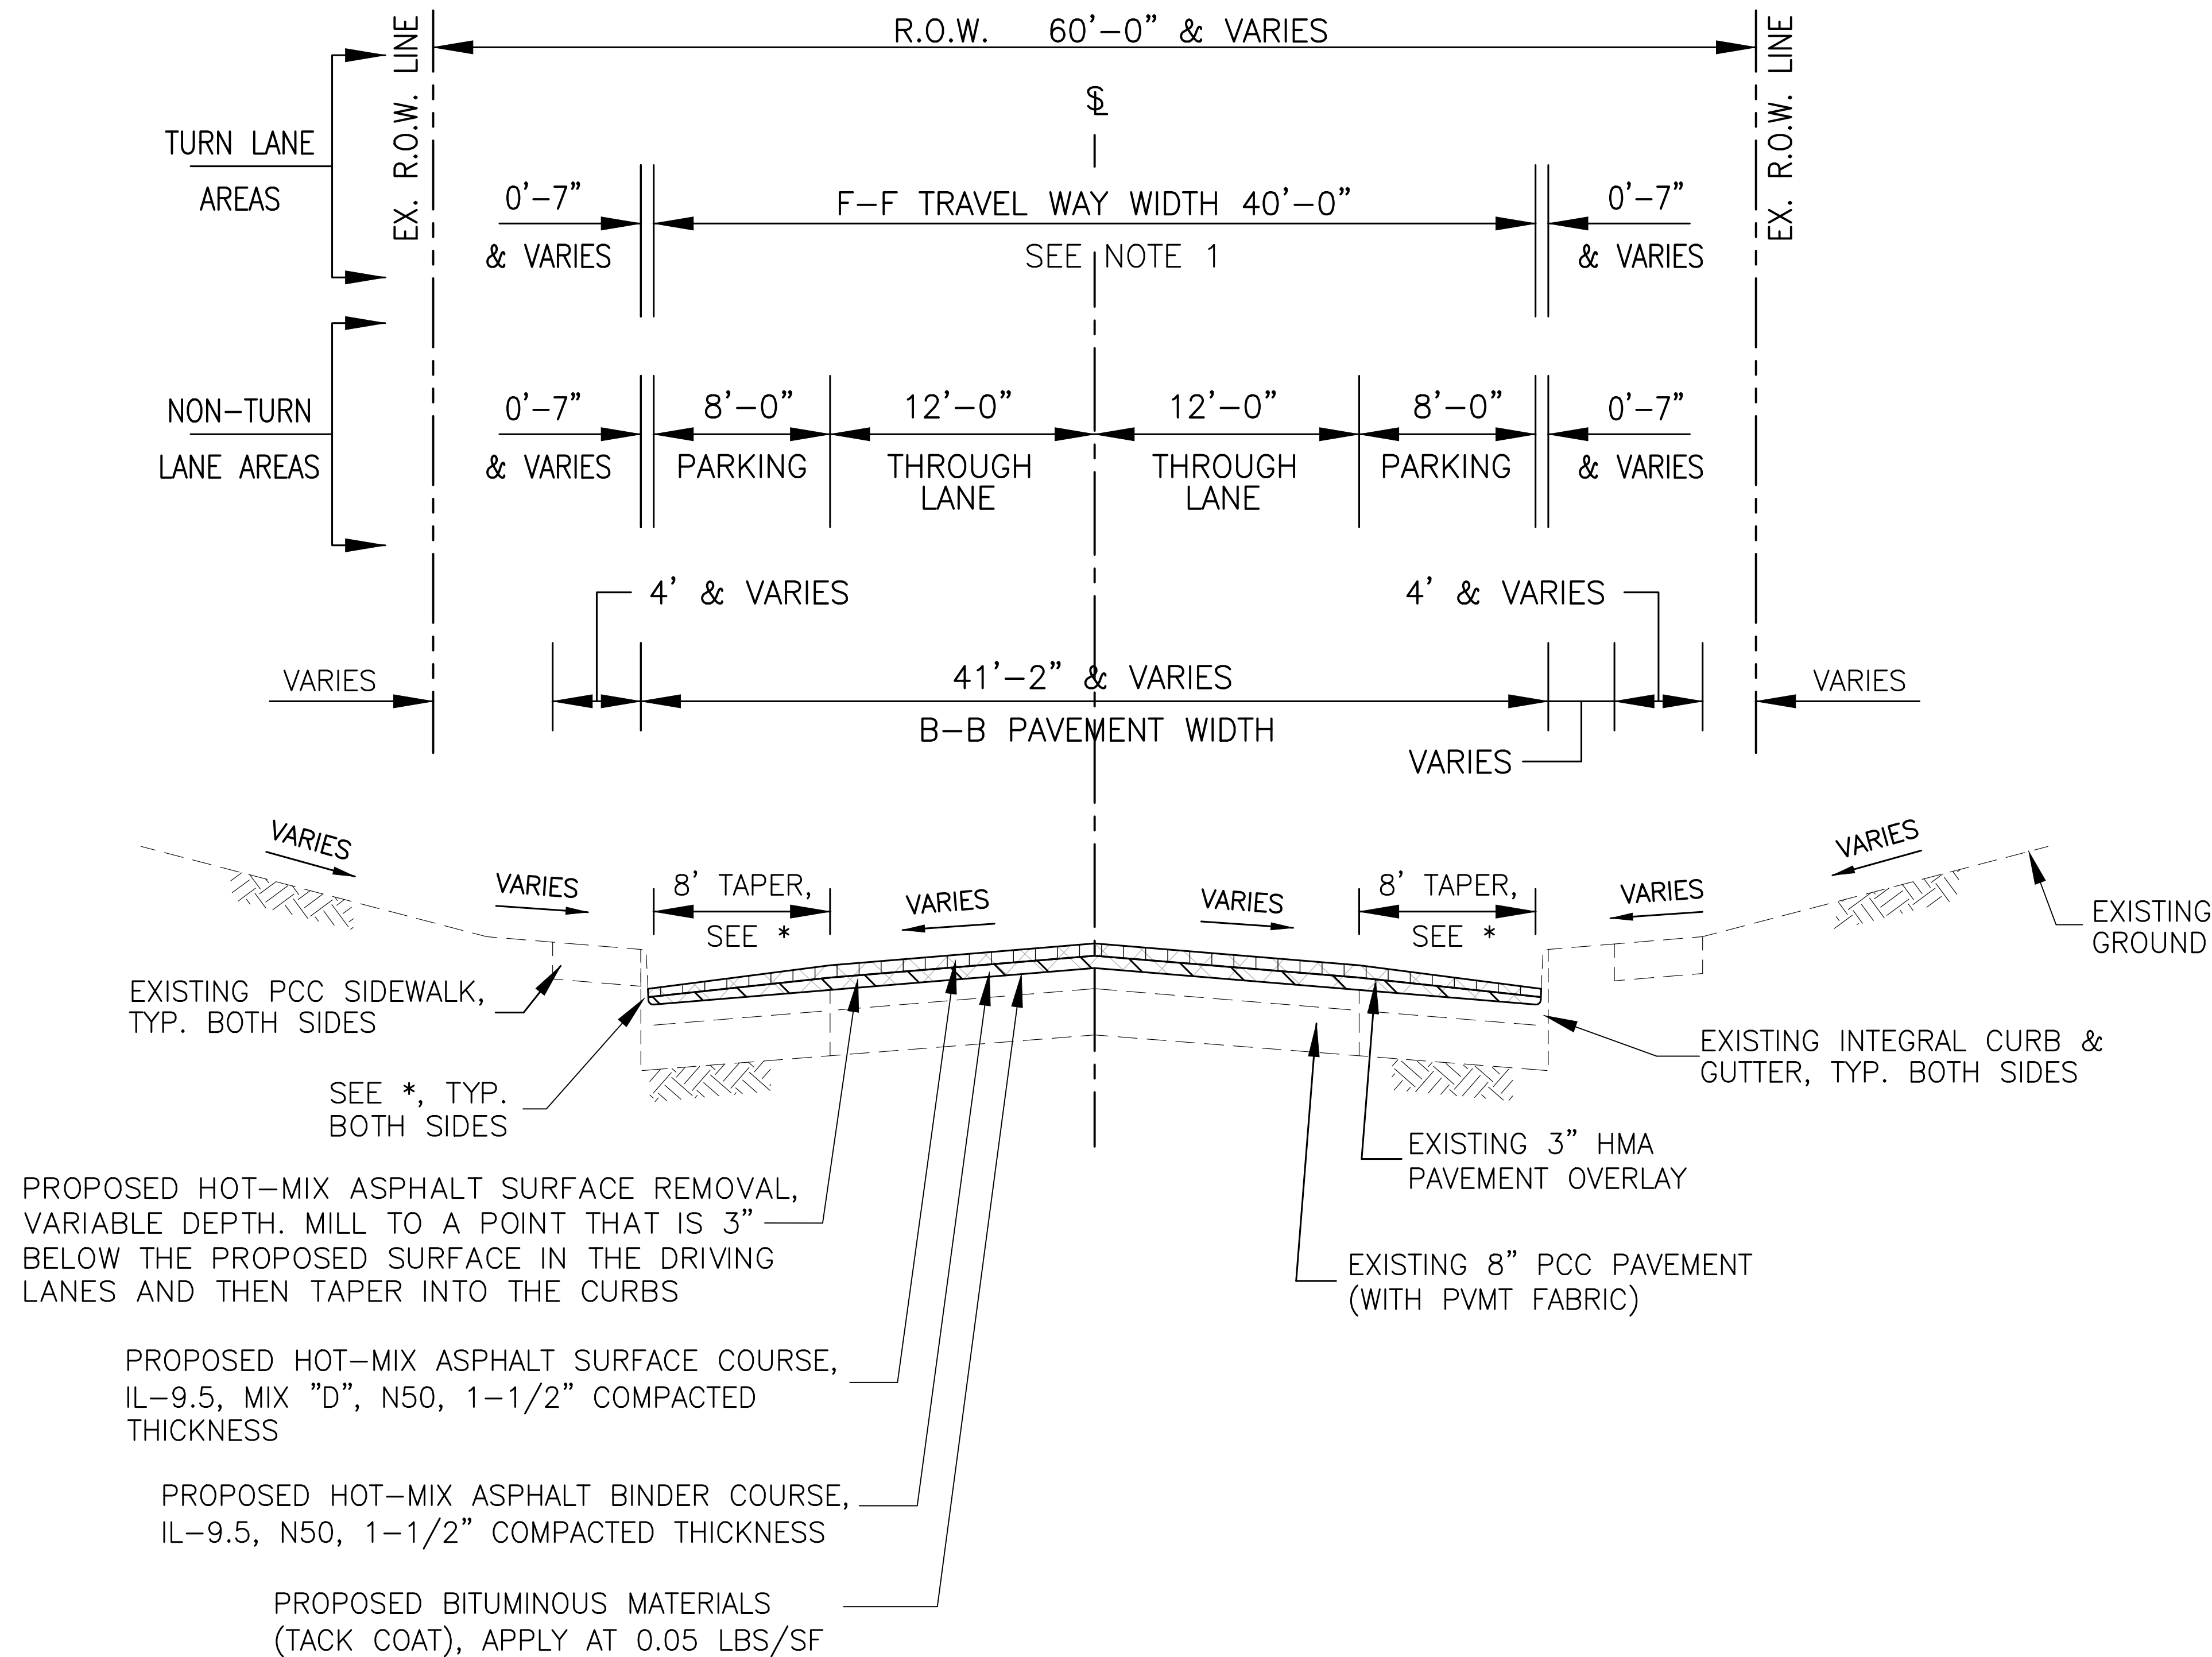 R.O.W. 60'-0" & VARIES
EX. R.O.W. LINE
EX. R.O.W. LINE
℄
TURN LANE
AREAS
0'-7"
& VARIES
F-F TRAVEL WAY WIDTH 40'-0"
SEE NOTE 1
0'-7"
& VARIES
NON-TURN
LANE AREAS
0'-7"
& VARIES
8'-0"
PARKING
12'-0"
THROUGH
LANE
12'-0"
THROUGH
LANE
8'-0"
PARKING
0'-7"
& VARIES
4' & VARIES
4' & VARIES
VARIES
41'-2" & VARIES
B-B PAVEMENT WIDTH
VARIES
VARIES
VARIES
VARIES
8' TAPER,
SEE *
VARIES
VARIES
8' TAPER,
SEE *
VARIES
VARIES
EXISTING
GROUND
EXISTING PCC SIDEWALK,
TYP. BOTH SIDES
EXISTING INTEGRAL CURB &
GUTTER, TYP. BOTH SIDES
SEE *, TYP.
BOTH SIDES
EXISTING 3" HMA
PAVEMENT OVERLAY
PROPOSED HOT-MIX ASPHALT SURFACE REMOVAL,
VARIABLE DEPTH. MILL TO A POINT THAT IS 3"
BELOW THE PROPOSED SURFACE IN THE DRIVING
LANES AND THEN TAPER INTO THE CURBS
EXISTING 8" PCC PAVEMENT
(WITH PVMT FABRIC)
PROPOSED HOT-MIX ASPHALT SURFACE COURSE,
IL-9.5, MIX "D", N50, 1-1/2" COMPACTED
THICKNESS
PROPOSED HOT-MIX ASPHALT BINDER COURSE,
IL-9.5, N50, 1-1/2" COMPACTED THICKNESS
PROPOSED BITUMINOUS MATERIALS
(TACK COAT), APPLY AT 0.05 LBS/SF